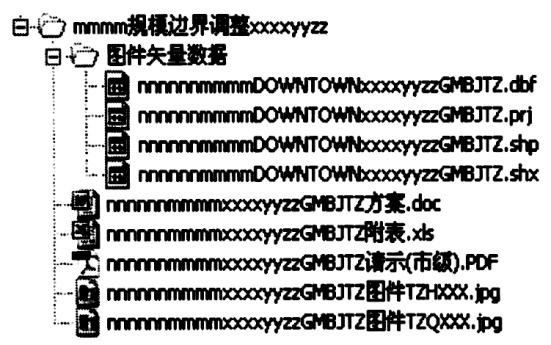 mmmm规模边界调整xxxxyyzz
图件矢量数据
nnnnnnmmmmDOWNTOWNxxxxyyzzGMBJTZ.dbf
nnnnnnmmmmDOWNTOWNxxxxyyzzGMBJTZ.prj
nnnnnnmmmmDOWNTOWNxxxxyyzzGMBJTZ.shp
nnnnnnmmmmDOWNTOWNxxxxyyzzGMBJTZ.shx
nnnnnnmmmmxxxxyyzzGMBJTZ方案.doc
nnnnnnmmmmxxxxyyzzGMBJTZ附表.xls
nnnnnnmmmmxxxxyyzzGMBJTZ请示(市级).PDF
nnnnnnmmmmxxxxyyzzGMBJTZ图件TZHXXX.jpg
nnnnnnmmmmxxxxyyzzGMBJTZ图件TZQXXX.jpg